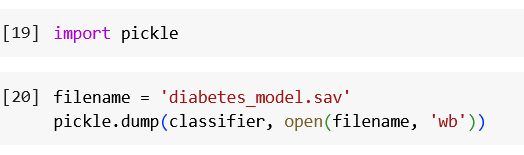 [19] import pickle
[20] filename = 'diabetes_model.sav'
pickle.dump(classifier, open(filename, 'wb'))